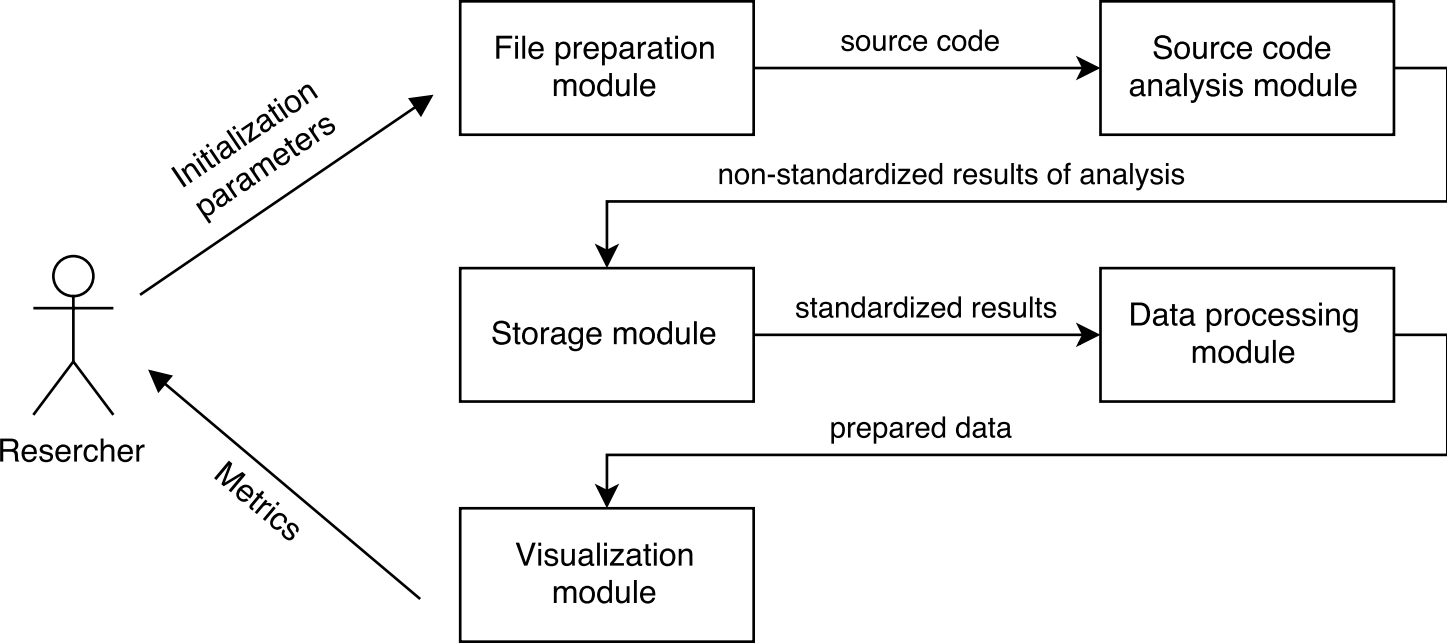 File preparation
module
source code
Source code
analysis module
Initialization
parameters
non-standardized results of analysis
Storage module
standardized results
Data processing
module
Resercher
prepared data
Metrics
Visualization
module